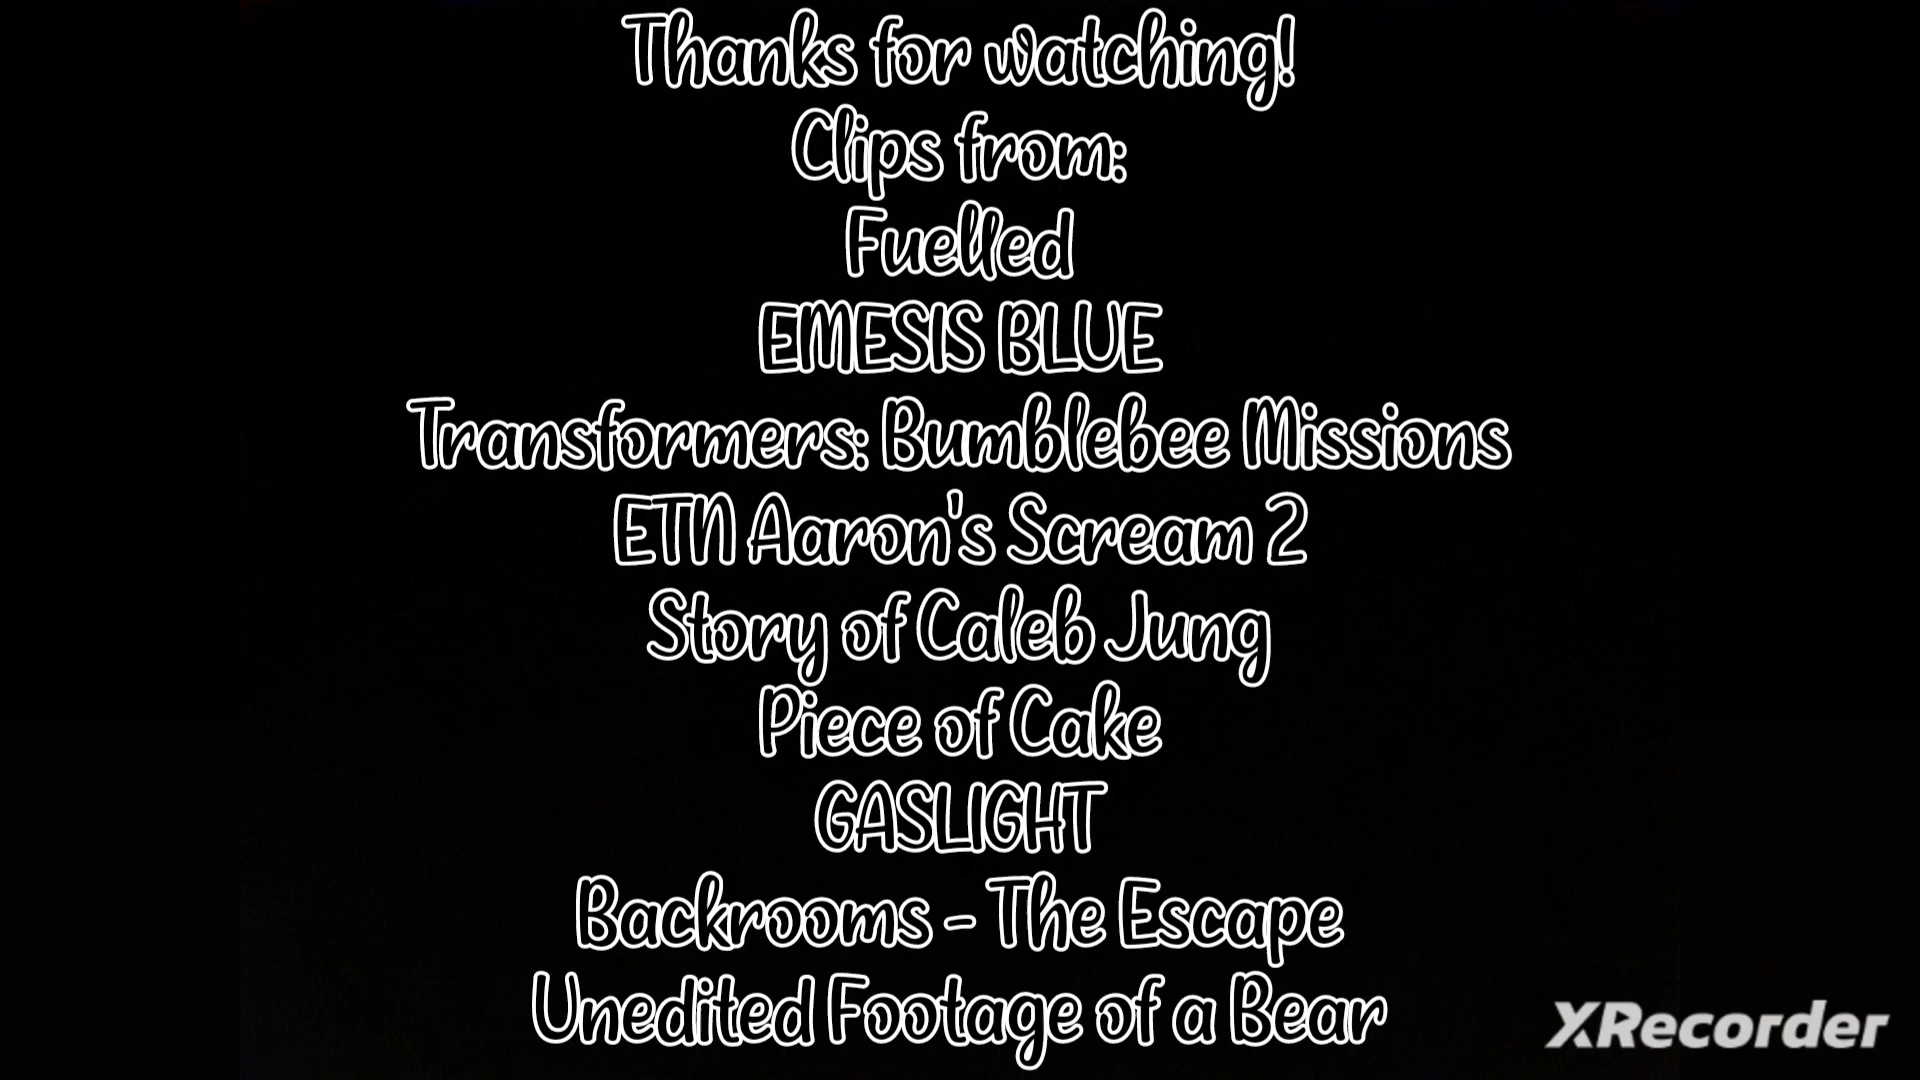 Thanks for watching!
Clips from:
Fuelled
EMESIS BLUE
Transformers: Bumblebee Missions
ETN Aaron's Scream 2
Story of Caleb Jung
Piece of Cake
GASLIGHT
Backrooms - The Escape
Unedited Footage of a Bear
XRecorder